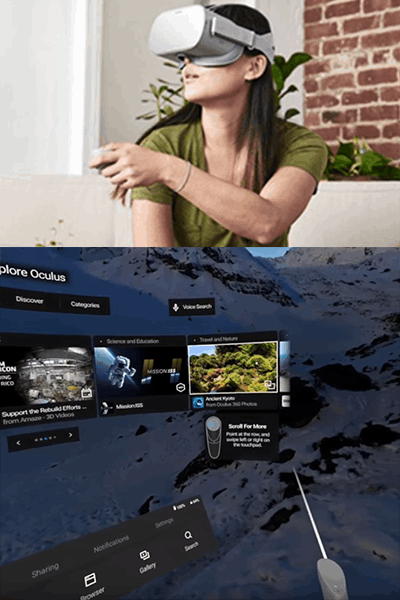 plore Oculus
Discover
Categories
Voice Search
Support the Rebuild Efforts ...
from Amaze - 3D Videos
Science and Education
MISSION:ISS
Mission:ISS
Travel and Nature
Ancient Kyoto
from Oculus 360 Photos
Scroll For More
Point at the row, and
swipe left or right on
the touchpad.
Sharing
Notifications
Settings
Browser
Gallery
Search